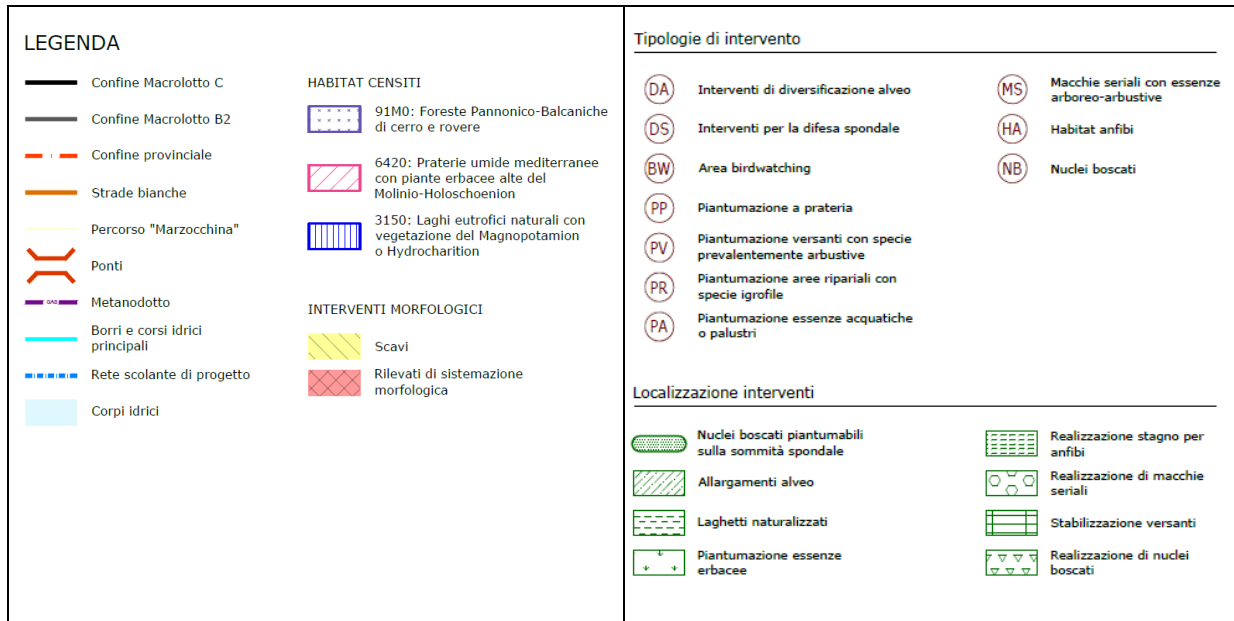 LEGENDA
Confine Macrolotto C
Confine Macrolotto B2
Confine provinciale
Strade bianche
Percorso "Marzocchina"
Ponti
GAS
Metanodotto
Borri e corsi idrici
principali
Rete scolante di progetto
Corpi idrici
HABITAT CENSITI
91M0: Foreste Pannonico-Balcaniche
di cerro e rovere
6420: Praterie umide mediterranee
con piante erbacee alte del
Molinio-Holoschoenion
3150: Laghi eutrofici naturali con
vegetazione del Magnopotamion
o Hydrocharition
INTERVENTI MORFOLOGICI
Scavi
Rilevati di sistemazione
morfologica
Tipologie di intervento
DA Interventi di diversificazione alveo
DS Interventi per la difesa spondale
BW Area birdwatching
PP Piantumazione a prateria
PV Piantumazione versanti con specie
prevalentemente arbustive
PR Piantumazione aree ripariali con
specie igrofile
PA Piantumazione essenze acquatiche
o palustri
MS Macchie seriali con essenze
arboreo-arbustive
HA Habitat anfibi
NB Nuclei boscati
Localizzazione interventi
Nuclei boscati piantumabili
sulla sommità spondale
Allargamenti alveo
Laghetti naturalizzati
Piantumazione essenze
erbacee
Realizzazione stagno per
anfibi
Realizzazione di macchie
seriali
Stabilizzazione versanti
Realizzazione di nuclei
boscati